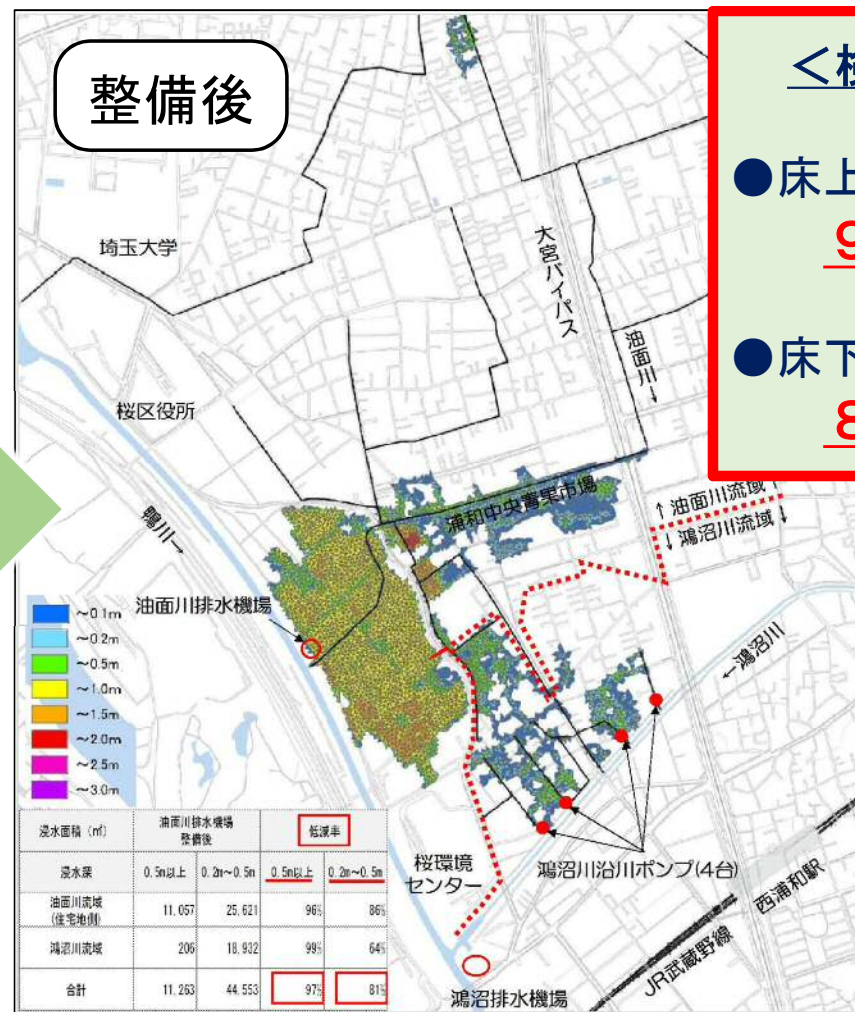 整備後
＜検
●床上
９
●床下
８
埼玉大学
大宮バイパス
油面川→
桜区役所
浦和中央青果市場
↑油面川流域↑
↓鴻沼川流域↓
鴨川→
油面川排水機場
←鴻沼川
～0.1m
～0.2m
～0.5m
～1.0m
～1.5m
～2.0m
～2.5m
～3.0m
浸水面積（㎡） 油面川排水機場 整備後 低減率
浸水深 0.5m以上 0.2m～0.5m 0.5m以上 0.2m～0.5m
油面川流域（住宅地側） 11,057 25,621 96% 86%
鴻沼川流域 206 18,932 99% 64%
合計 11,263 44,553 97% 81%
桜環境
センター
鴻沼川沿川ポンプ(4台)
西浦和駅
JR武蔵野線
鴻沼排水機場